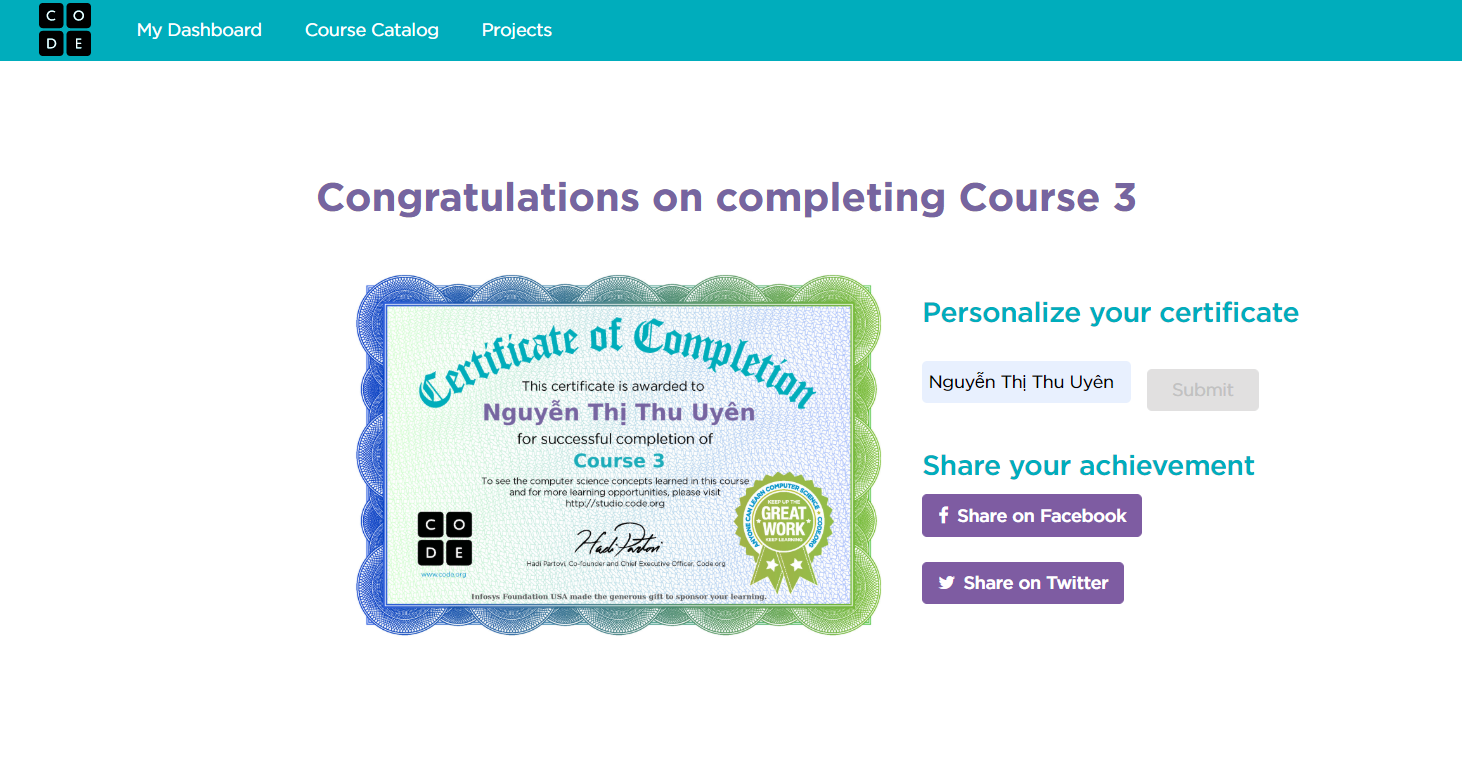 C O
D E
My Dashboard
Course Catalog
Projects
Congratulations on completing Course 3
Certificate of Completion
This certificate is awarded to
Nguyễn Thị Thu Uyên
for successful completion of
Course 3
To see the computer science concepts learned in this course
and for more learning opportunities, please visit
http://studio.code.org
C O
D E
www.code.org
Hadi Partovi
Hadi Partovi, Co-founder and Chief Executive Officer, Code.org
ANYONE CAN LEARN COMPUTER SCIENCE • CODE.ORG •
KEEP UP THE
GREAT
WORK
KEEP LEARNING
Infosys Foundation USA made the generous gift to sponsor your learning.
Personalize your certificate
Nguyễn Thị Thu Uyên
Submit
Share your achievement
Share on Facebook
Share on Twitter